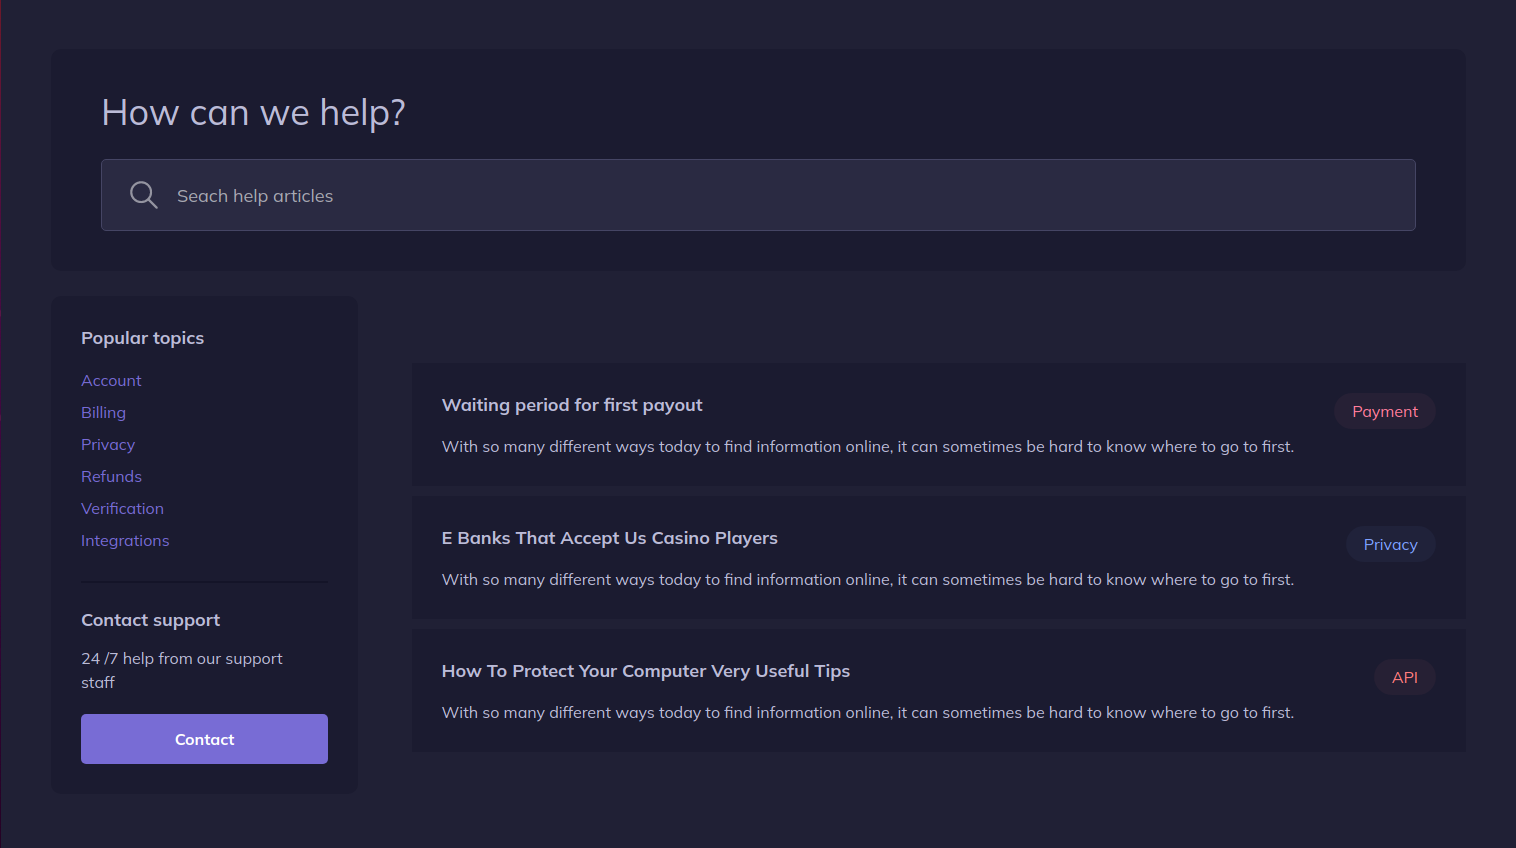 How can we help?
Seach help articles
Popular topics
Account
Billing
Privacy
Refunds
Verification
Integrations
Contact support
24 /7 help from our support
staff
Contact
Waiting period for first payout
Payment
With so many different ways today to find information online, it can sometimes be hard to know where to go to first.
E Banks That Accept Us Casino Players
Privacy
With so many different ways today to find information online, it can sometimes be hard to know where to go to first.
How To Protect Your Computer Very Useful Tips
API
With so many different ways today to find information online, it can sometimes be hard to know where to go to first.